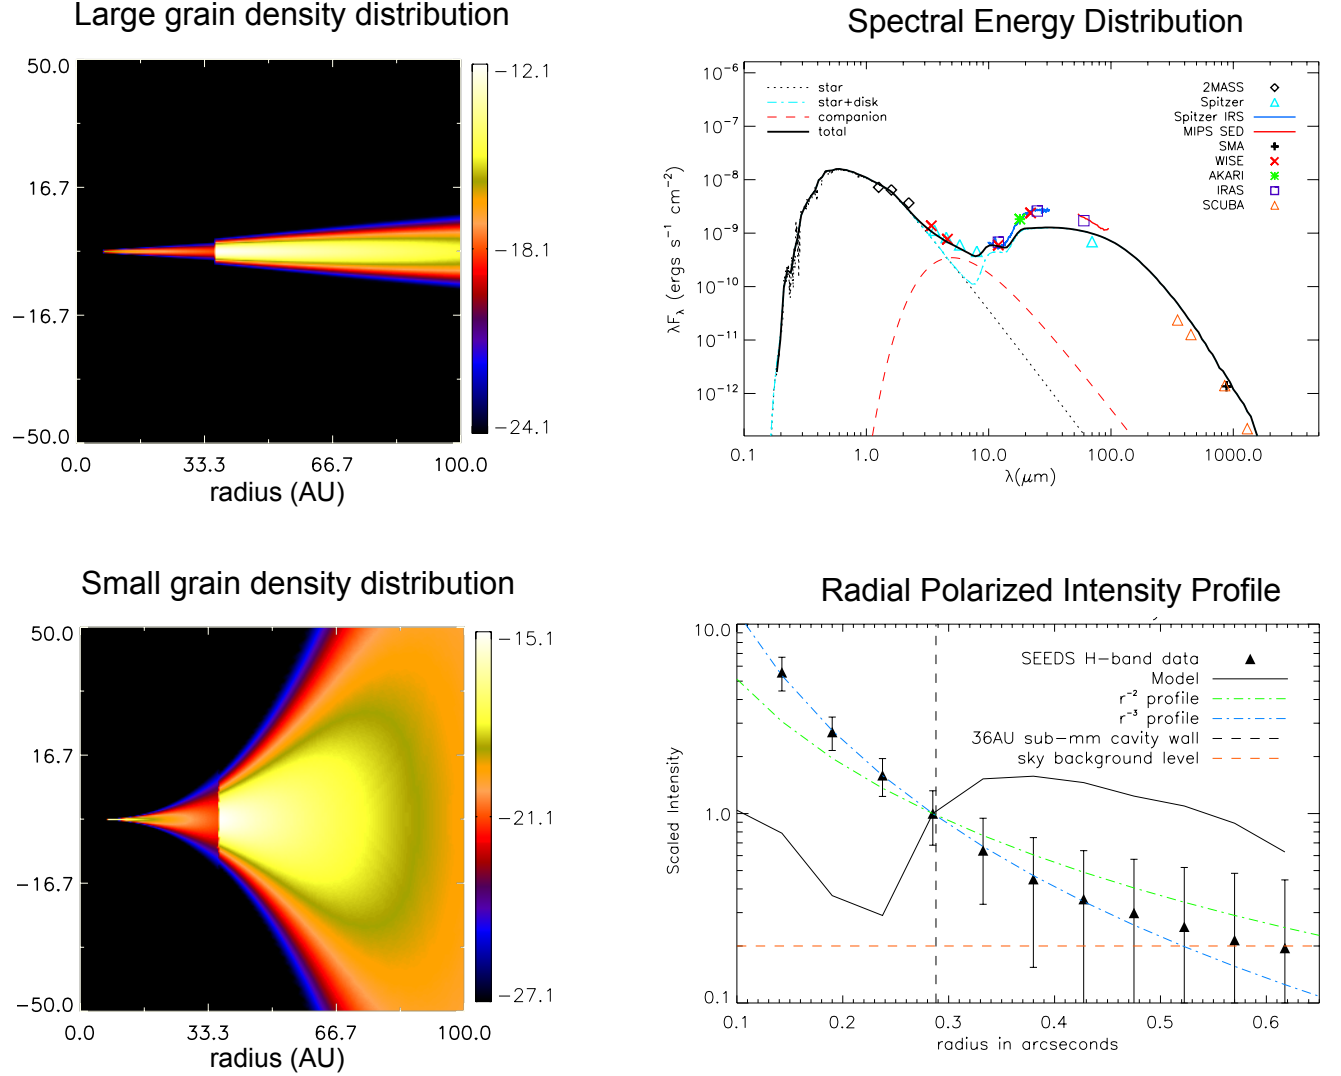 Large grain density distribution
50.0
16.7
−16.7
−50.0
0.0 33.3 66.7 100.0
radius (AU)
−12.1
−18.1
−24.1
Spectral Energy Distribution
10⁻⁶
10⁻⁷
10⁻⁸
10⁻⁹
10⁻¹⁰
10⁻¹¹
10⁻¹²
λF_λ (ergs s⁻¹ cm⁻²)
star
star+disk
companion
total
2MASS
Spitzer
Spitzer IRS
MIPS SED
SMA
WISE
AKARI
IRAS
SCUBA
0.1 1.0 10.0 100.0 1000.0
λ(μm)
Small grain density distribution
50.0
16.7
−16.7
−50.0
0.0 33.3 66.7 100.0
radius (AU)
−15.1
−21.1
−27.1
Radial Polarized Intensity Profile
10.0
1.0
0.1
Scaled Intensity
SEEDS H−band data
Model
r⁻² profile
r⁻³ profile
36AU sub−mm cavity wall
sky background level
0.1 0.2 0.3 0.4 0.5 0.6
radius in arcseconds